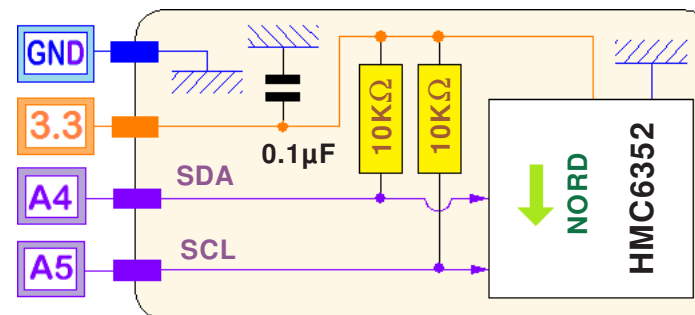 GND
3.3
0.1µF
10KΩ
10KΩ
A4
SDA
A5
SCL
NORD
HMC6352